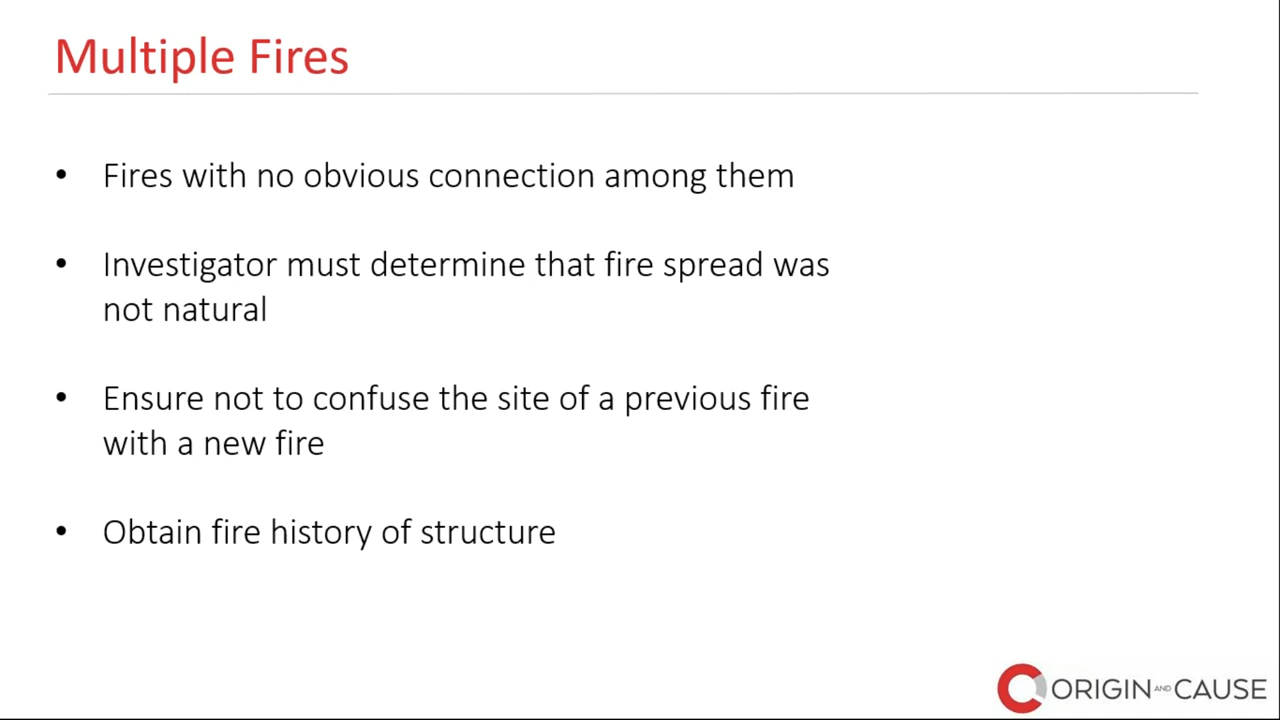 Multiple Fires
• Fires with no obvious connection among them
• Investigator must determine that fire spread was
not natural
• Ensure not to confuse the site of a previous fire
with a new fire
• Obtain fire history of structure
ORIGIN AND CAUSE